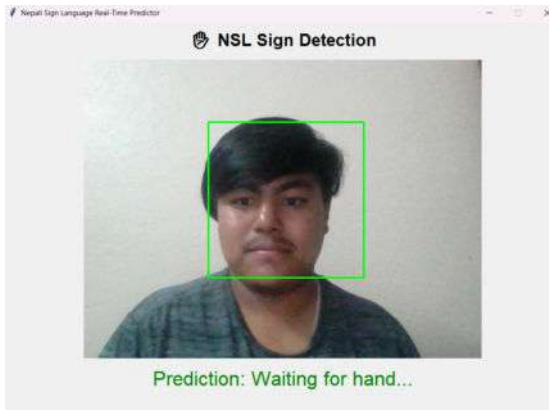 Nepali Sign Language Real-Time Predictor
NSL Sign Detection
Prediction: Waiting for hand...